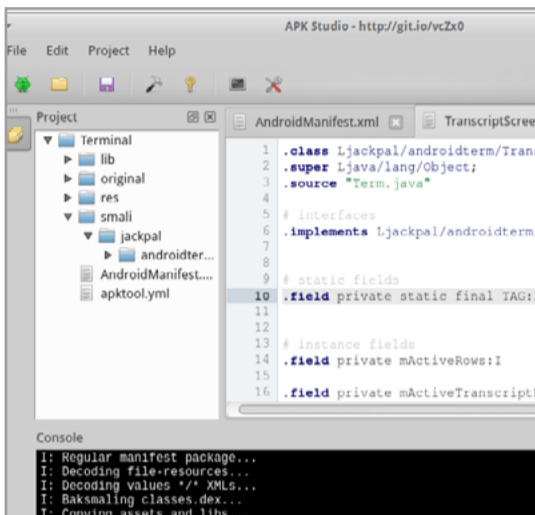 APK Studio - http://git.io/vcZx0
File Edit Project Help
Project
Terminal
lib
original
res
smali
jackpal
androidter...
AndroidManifest....
apktool.yml
AndroidManifest.xml
TranscriptScree
1 .class Ljackpal/androidterm/Tran
2 .super Ljava/lang/Object;
3 .source "Term.java"
4
5 # interfaces
6 .implements Ljackpal/androidterm
7
8
9 # static fields
10 .field private static final TAG:
11
12
13 # instance fields
14 .field private mActiveRows:I
15
16 .field private mActiveTranscript
Console
I: Regular manifest package...
I: Decoding file-resources...
I: Decoding values */* XMLs...
I: Baksmaling classes.dex...
I: Copying assets and libs